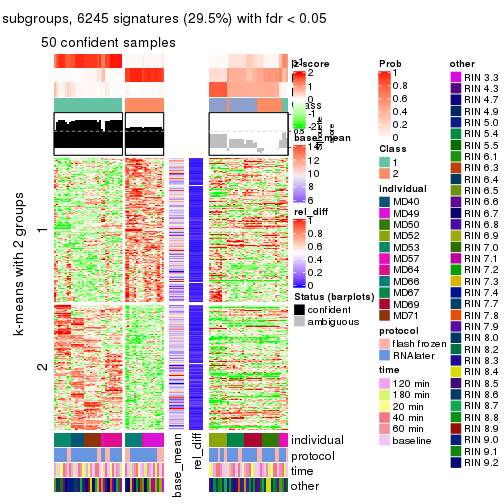 subgroups, 6245 signatures (29.5%) with fdr < 0.05
50 confident samples
k-means with 2 groups
1
2
z-score
2
1
0
-1
-2
base_mean
14
12
10
8
6
rel_diff
1
0.8
0.6
0.4
0.2
0
Status (barplots)
confident
ambiguous
base_mean
rel_diff
individual
protocol
time
other
Prob
1
0.8
0.6
0.4
0.2
0
Class
1
2
individual
MD40
MD49
MD50
MD52
MD53
MD57
MD64
MD66
MD67
MD69
MD71
protocol
flash frozen
RNAlater
time
120 min
180 min
20 min
40 min
60 min
baseline
other
RIN 3.3
RIN 4.3
RIN 4.7
RIN 4.9
RIN 5.0
RIN 5.4
RIN 5.5
RIN 6.1
RIN 6.3
RIN 6.4
RIN 6.5
RIN 6.6
RIN 6.7
RIN 6.8
RIN 6.9
RIN 7.0
RIN 7.1
RIN 7.2
RIN 7.3
RIN 7.4
RIN 7.7
RIN 7.8
RIN 7.9
RIN 8.0
RIN 8.2
RIN 8.3
RIN 8.4
RIN 8.5
RIN 8.6
RIN 8.7
RIN 8.8
RIN 8.9
RIN 9.0
RIN 9.1
RIN 9.2